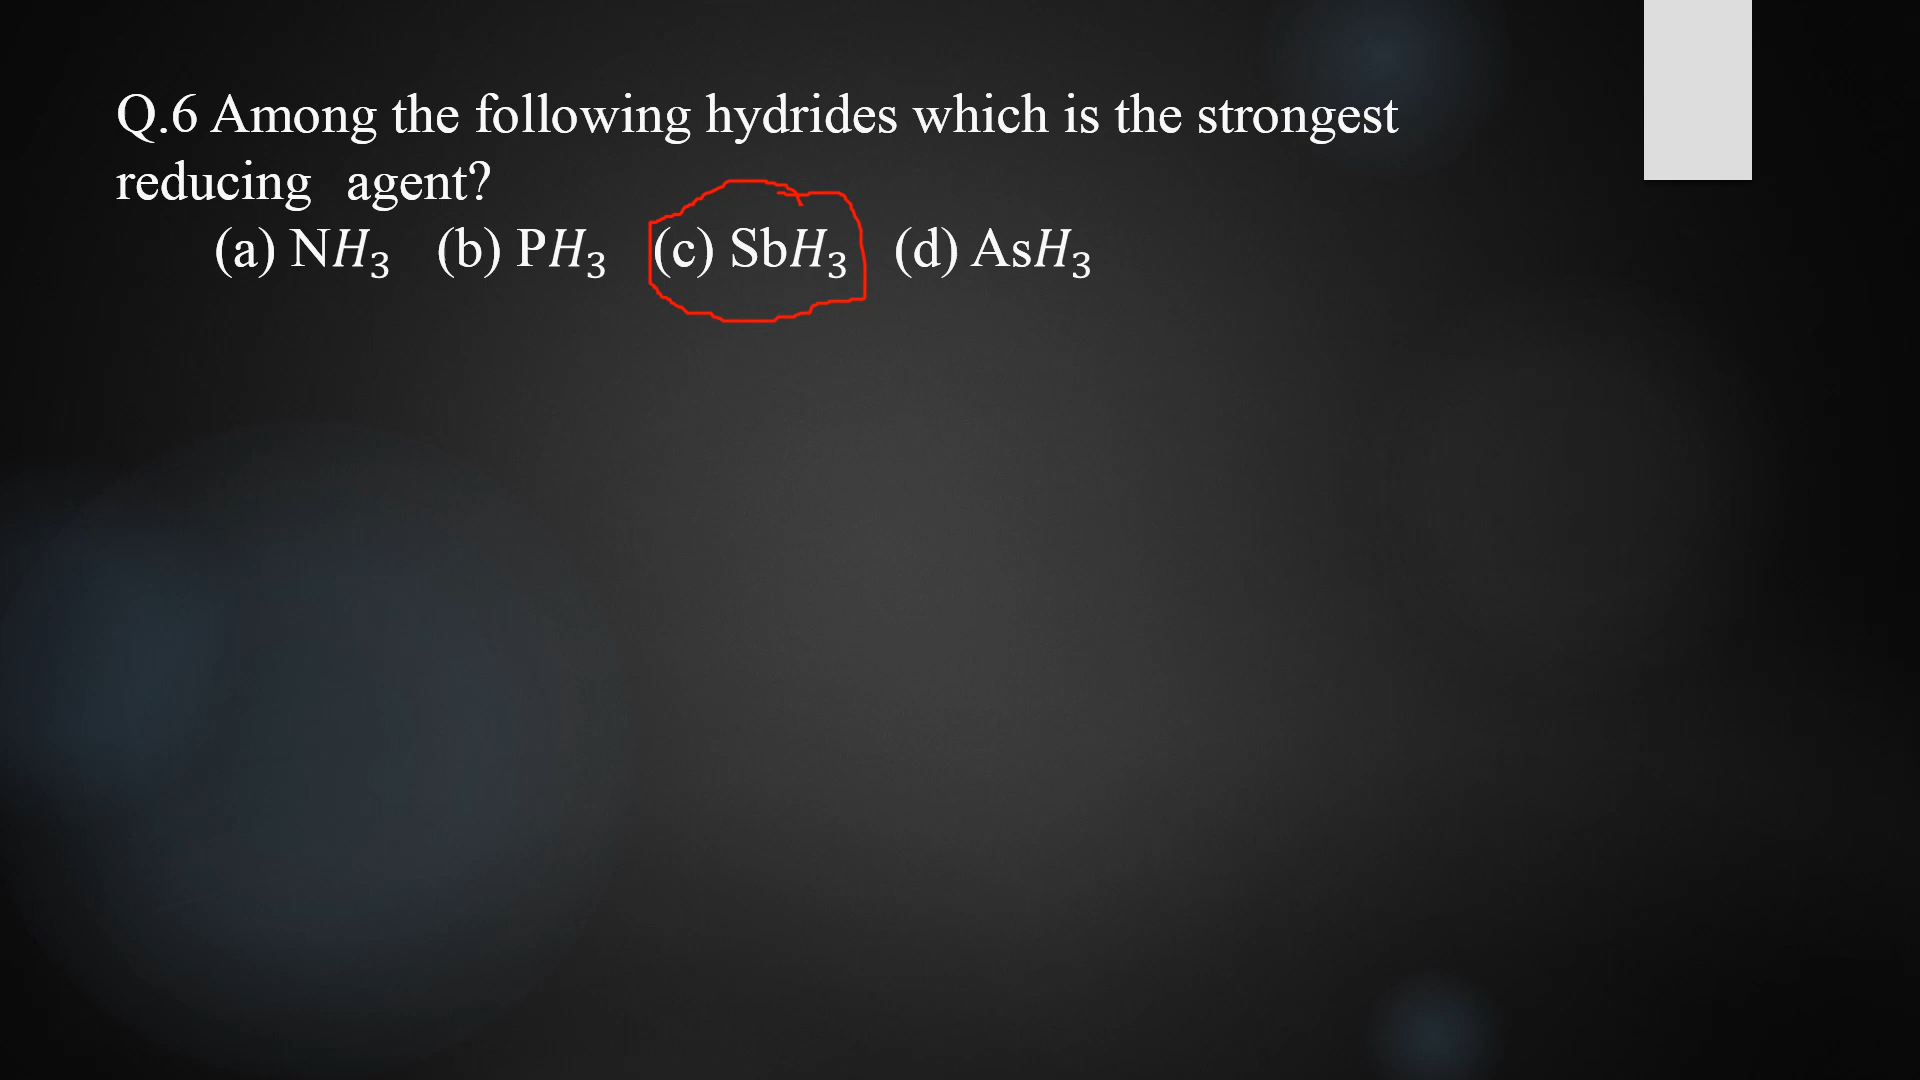 Q.6 Among the following hydrides which is the strongest
reducing agent?
(a) NH₃ (b) PH₃ (c) SbH₃ (d) AsH₃